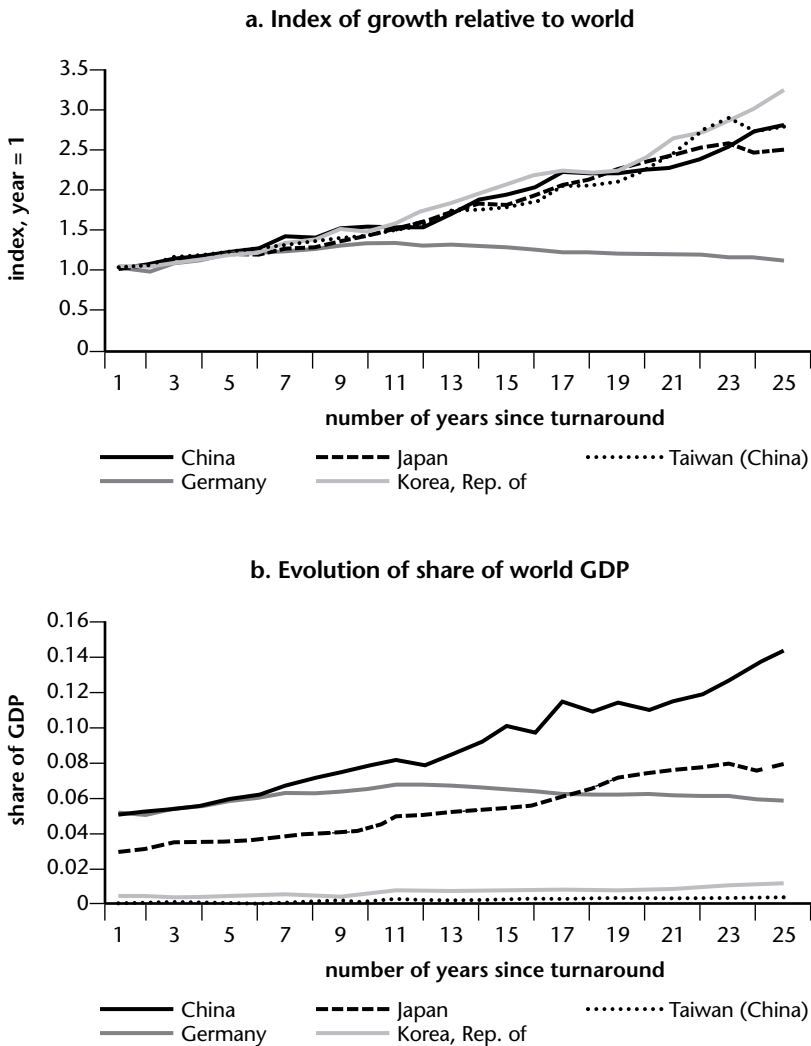 a. Index of growth relative to world
3.5
3.0
2.5
2.0
1.5
1.0
0.5
0
index, year = 1
1 3 5 7 9 11 13 15 17 19 21 23 25
number of years since turnaround
China Japan Taiwan (China)
Germany Korea, Rep. of
b. Evolution of share of world GDP
0.16
0.14
0.12
0.10
0.08
0.06
0.04
0.02
0
share of GDP
1 3 5 7 9 11 13 15 17 19 21 23 25
number of years since turnaround
China Japan Taiwan (China)
Germany Korea, Rep. of